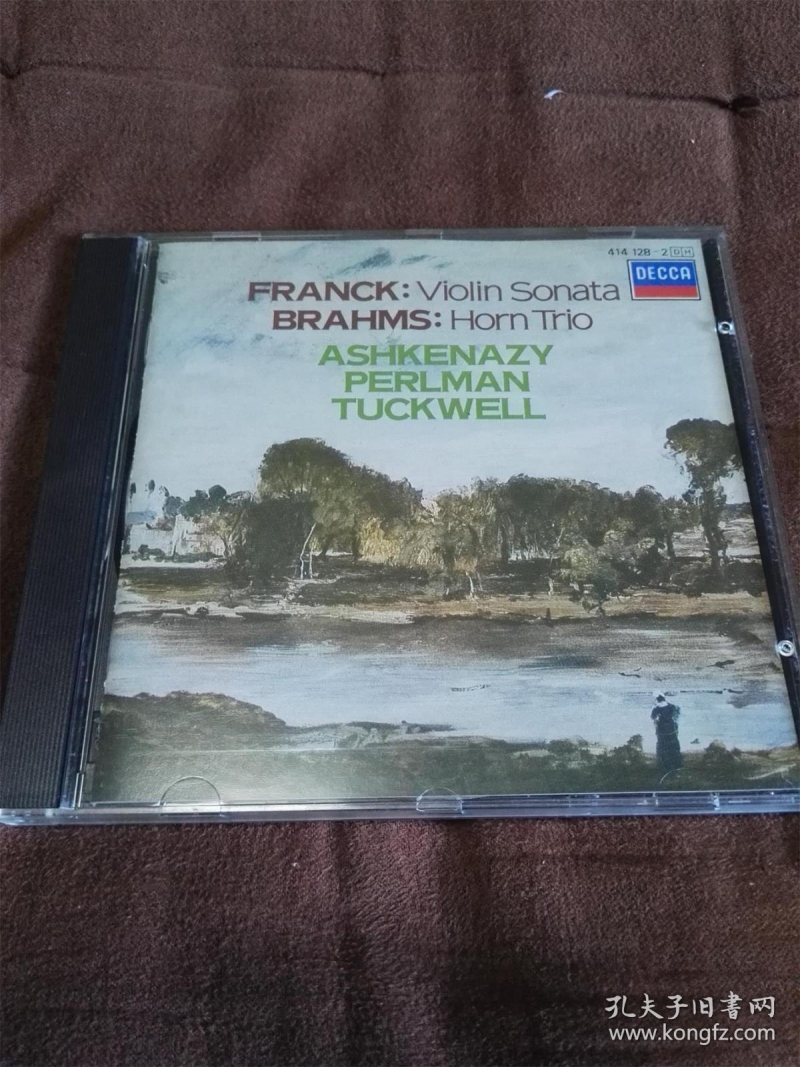 414 128-2 DH
DECCA
FRANCK: Violin Sonata
BRAHMS: Horn Trio
ASHKENAZY
PERLMAN
TUCKWELL
孔夫子旧書网
www.kongfz.com